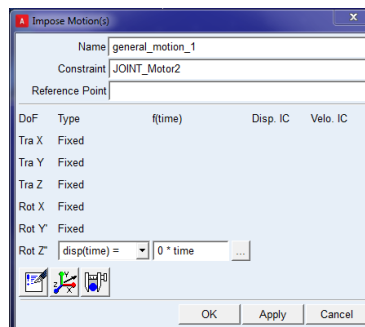 Impose Motion(s)
Name general_motion_1
Constraint JOINT_Motor2
Reference Point
DoF Type f(time) Disp. IC Velo. IC
Tra X Fixed
Tra Y Fixed
Tra Z Fixed
Rot X Fixed
Rot Y' Fixed
Rot Z" disp(time) = 0 * time ...
OK Apply Cancel